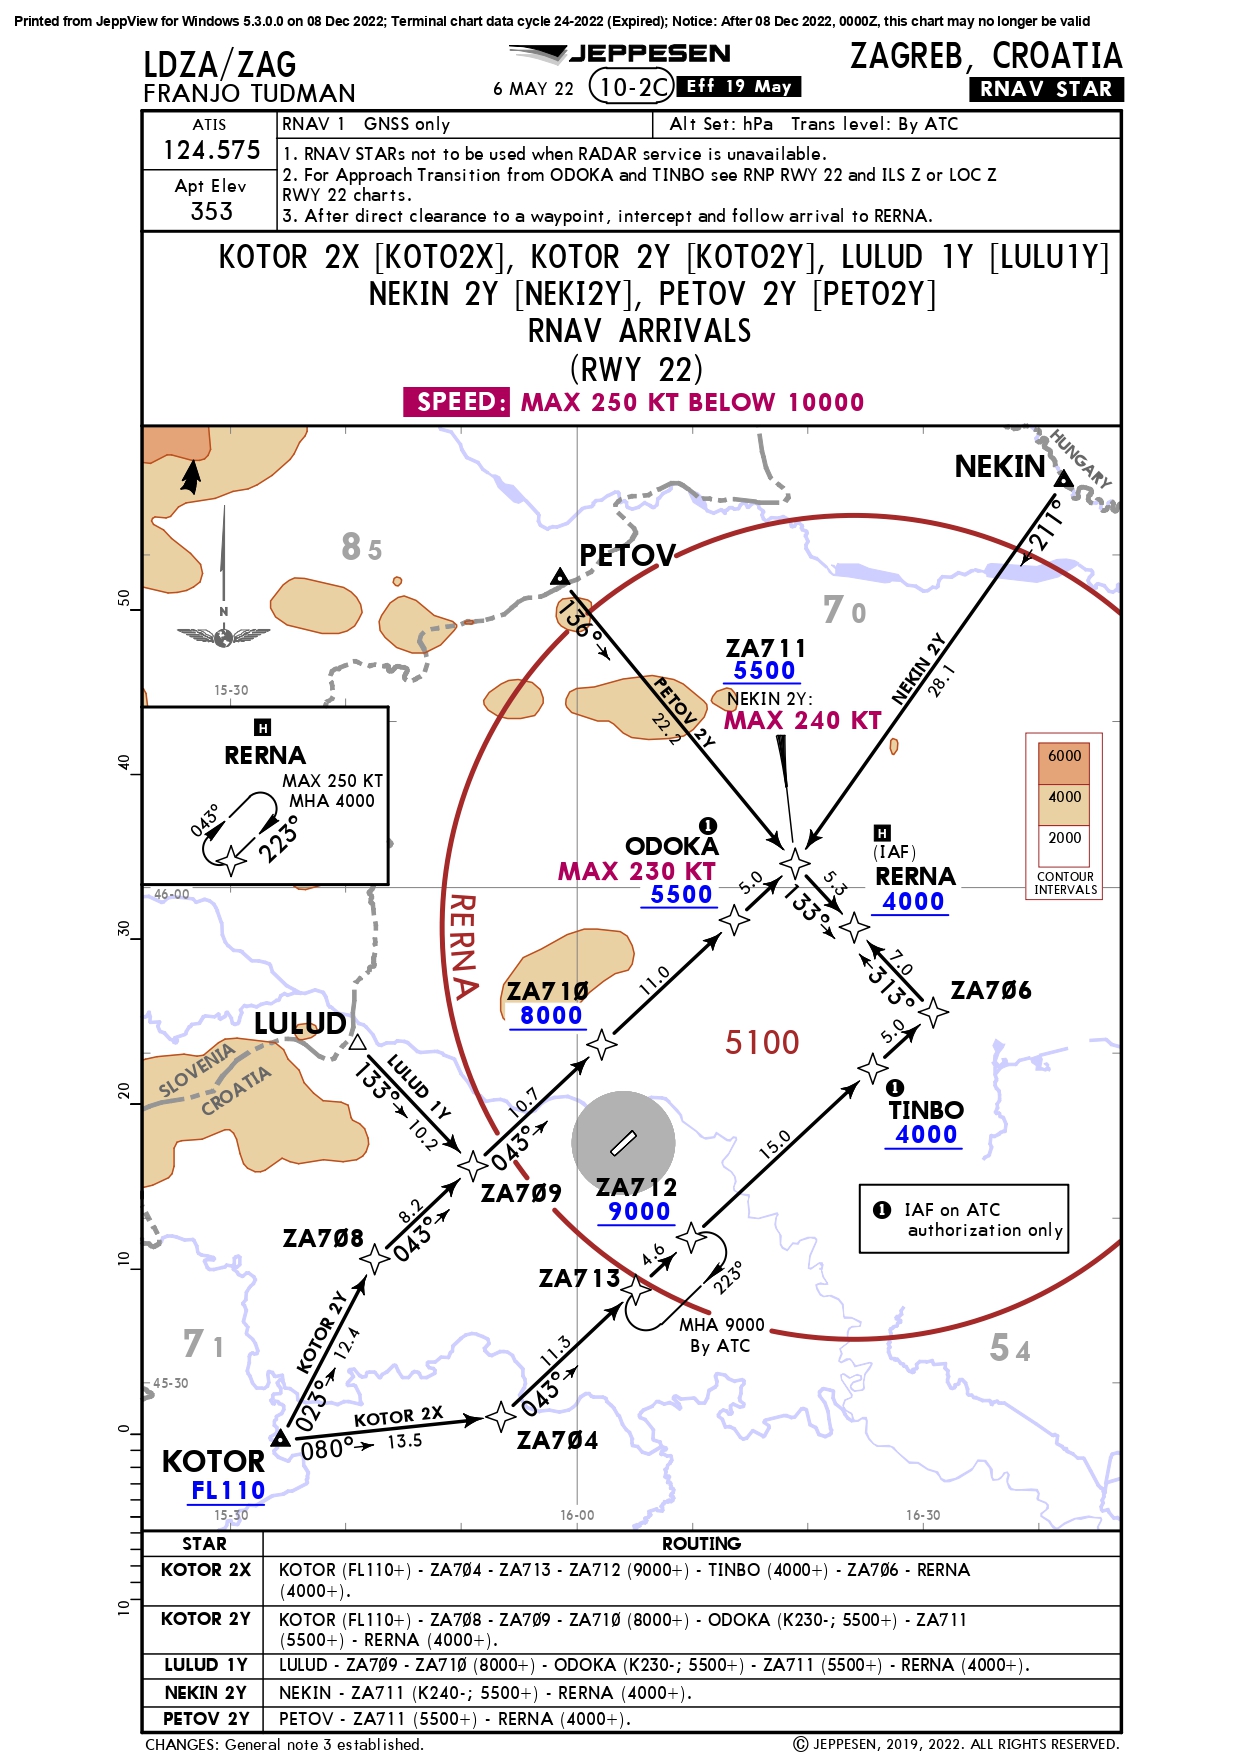 Printed from JeppView for Windows 5.3.0.0 on 08 Dec 2022; Terminal chart data cycle 24-2022 (Expired); Notice: After 08 Dec 2022, 0000Z, this chart may no longer be valid
LDZA/ZAG
FRANJO TUDMAN
JEPPESEN
6 MAY 22
10-2C
Eff 19 May
ZAGREB, CROATIA
RNAV STAR
ATIS
124.575
Apt Elev
353
RNAV 1 GNSS only
Alt Set: hPa Trans level: By ATC
1. RNAV STARs not to be used when RADAR service is unavailable.
2. For Approach Transition from ODOKA and TINBO see RNP RWY 22 and ILS Z or LOC Z
RWY 22 charts.
3. After direct clearance to a waypoint, intercept and follow arrival to RERNA.
KOTOR 2X [KOTO2X], KOTOR 2Y [KOTO2Y], LULUD 1Y [LULU1Y]
NEKIN 2Y [NEKI2Y], PETOV 2Y [PETO2Y]
RNAV ARRIVALS
(RWY 22)
SPEED: MAX 250 KT BELOW 10000
HUNGARY
NEKIN
211°
85
PETOV
136°
70
50
N
ZA711
5500
NEKIN 2Y:
MAX 240 KT
NEKIN 2Y
28.1
PETOV 2Y
22.2
15-30
H
RERNA
MAX 250 KT
MHA 4000
043°
223°
40
6000
4000
2000
CONTOUR
INTERVALS
1
ODOKA
MAX 230 KT
5500
H
(IAF)
RERNA
4000
5.0
5.3
133°
46-00
RERNA
30
11.0
7.0
313°
ZA710
8000
ZA706
LULUD
5100
5.0
SLOVENIA
CROATIA
LULUD 1Y
133°
10.2
20
10.7
043°
1
TINBO
4000
15.0
ZA709
ZA712
9000
1 IAF on ATC
authorization only
8.2
043°
ZA708
ZA713
4.6
223°
MHA 9000
By ATC
10
71
KOTOR 2Y
12.4
023°
11.3
043°
54
45-30
0
KOTOR 2X
080°
13.5
ZA704
KOTOR
FL110
15-30
16-00
16-30
10
STAR
ROUTING
KOTOR 2X
KOTOR (FL110+) - ZA704 - ZA713 - ZA712 (9000+) - TINBO (4000+) - ZA706 - RERNA
(4000+).
KOTOR 2Y
KOTOR (FL110+) - ZA708 - ZA709 - ZA710 (8000+) - ODOKA (K230-; 5500+) - ZA711
(5500+) - RERNA (4000+).
LULUD 1Y
LULUD - ZA709 - ZA710 (8000+) - ODOKA (K230-; 5500+) - ZA711 (5500+) - RERNA (4000+).
NEKIN 2Y
NEKIN - ZA711 (K240-; 5500+) - RERNA (4000+).
PETOV 2Y
PETOV - ZA711 (5500+) - RERNA (4000+).
CHANGES: General note 3 established.
© JEPPESEN, 2019, 2022. ALL RIGHTS RESERVED.